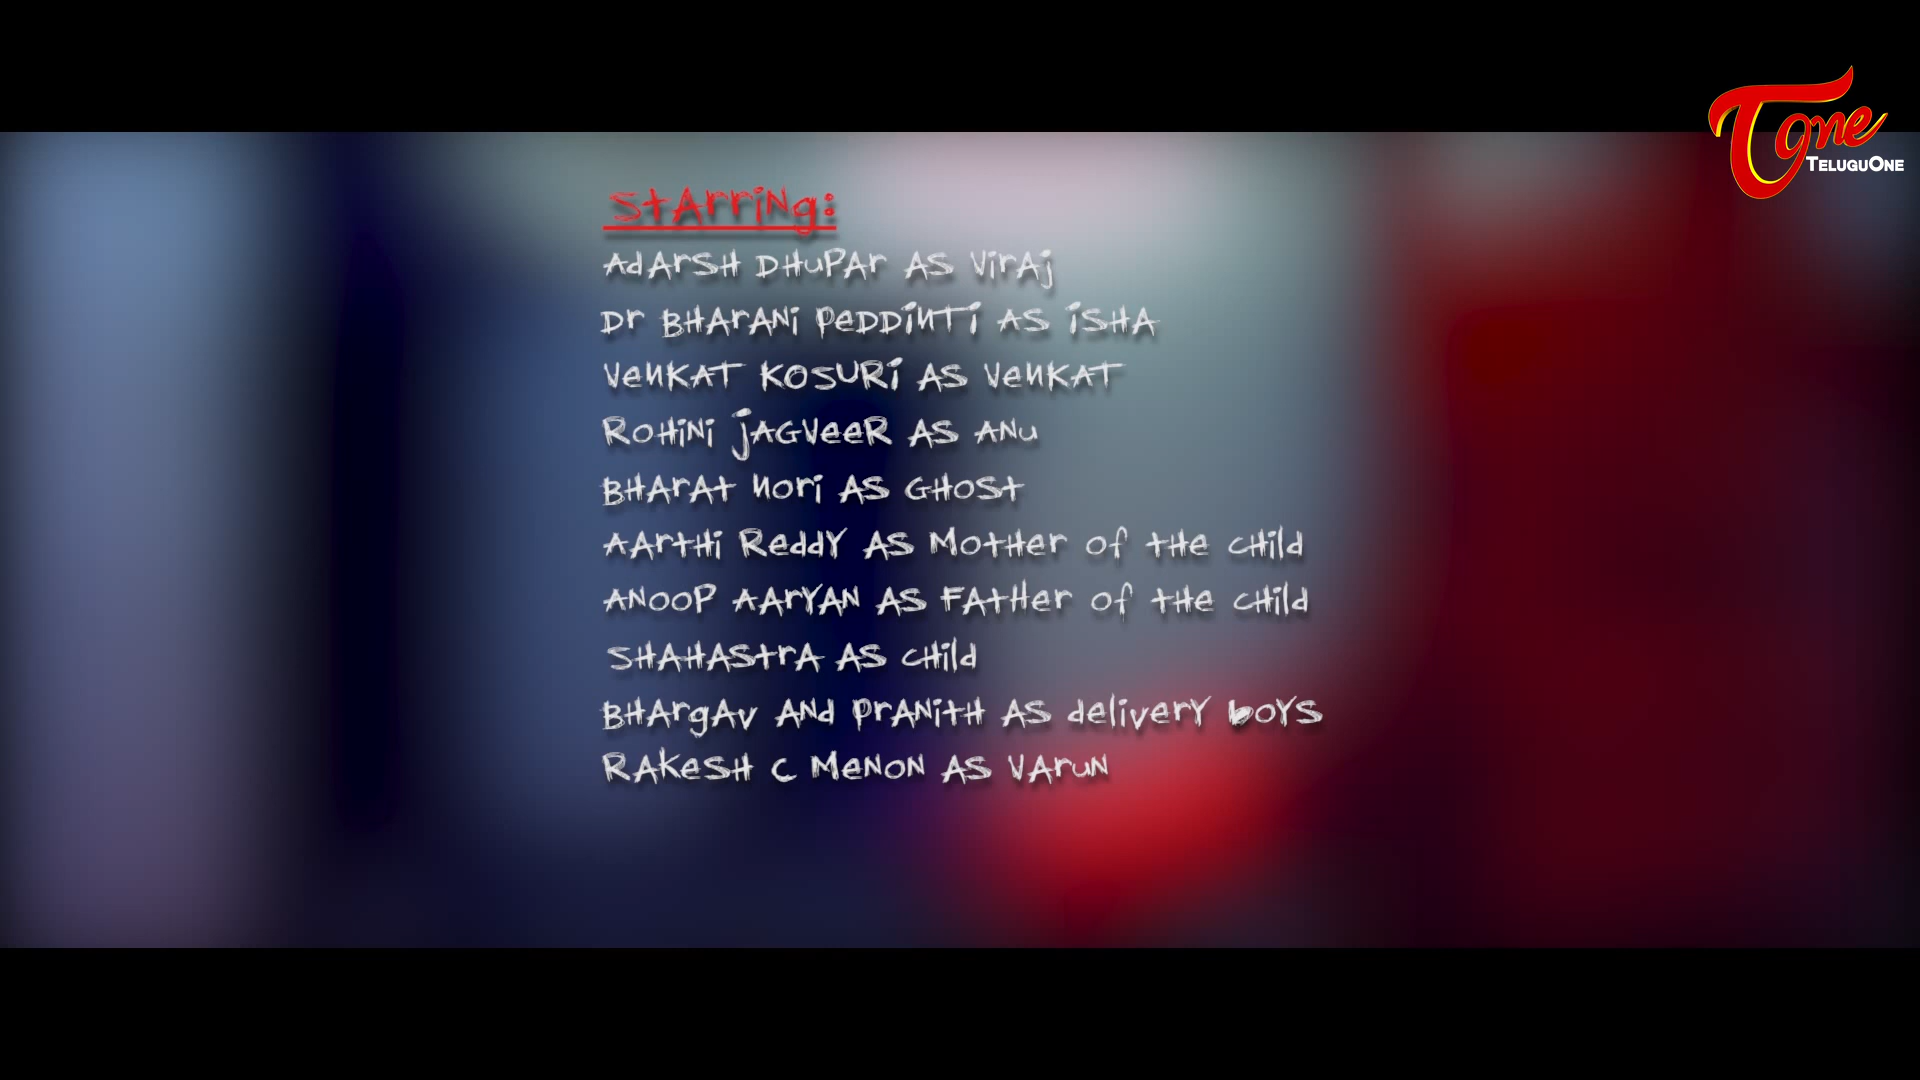 Starring:
Adarsh Dhupar as Viraj
Dr Bharani Peddinti as Isha
Venkat Kosuri as Venkat
Rohini Jagveer as Anu
Bharat Nori as Ghost
Aarthi Reddy as Mother of the child
Anoop Aaryan as Father of the child
Shahastra as child
Bhargav and Pranith as delivery boys
Rakesh C Menon as Varun
Tone
TeluguOne